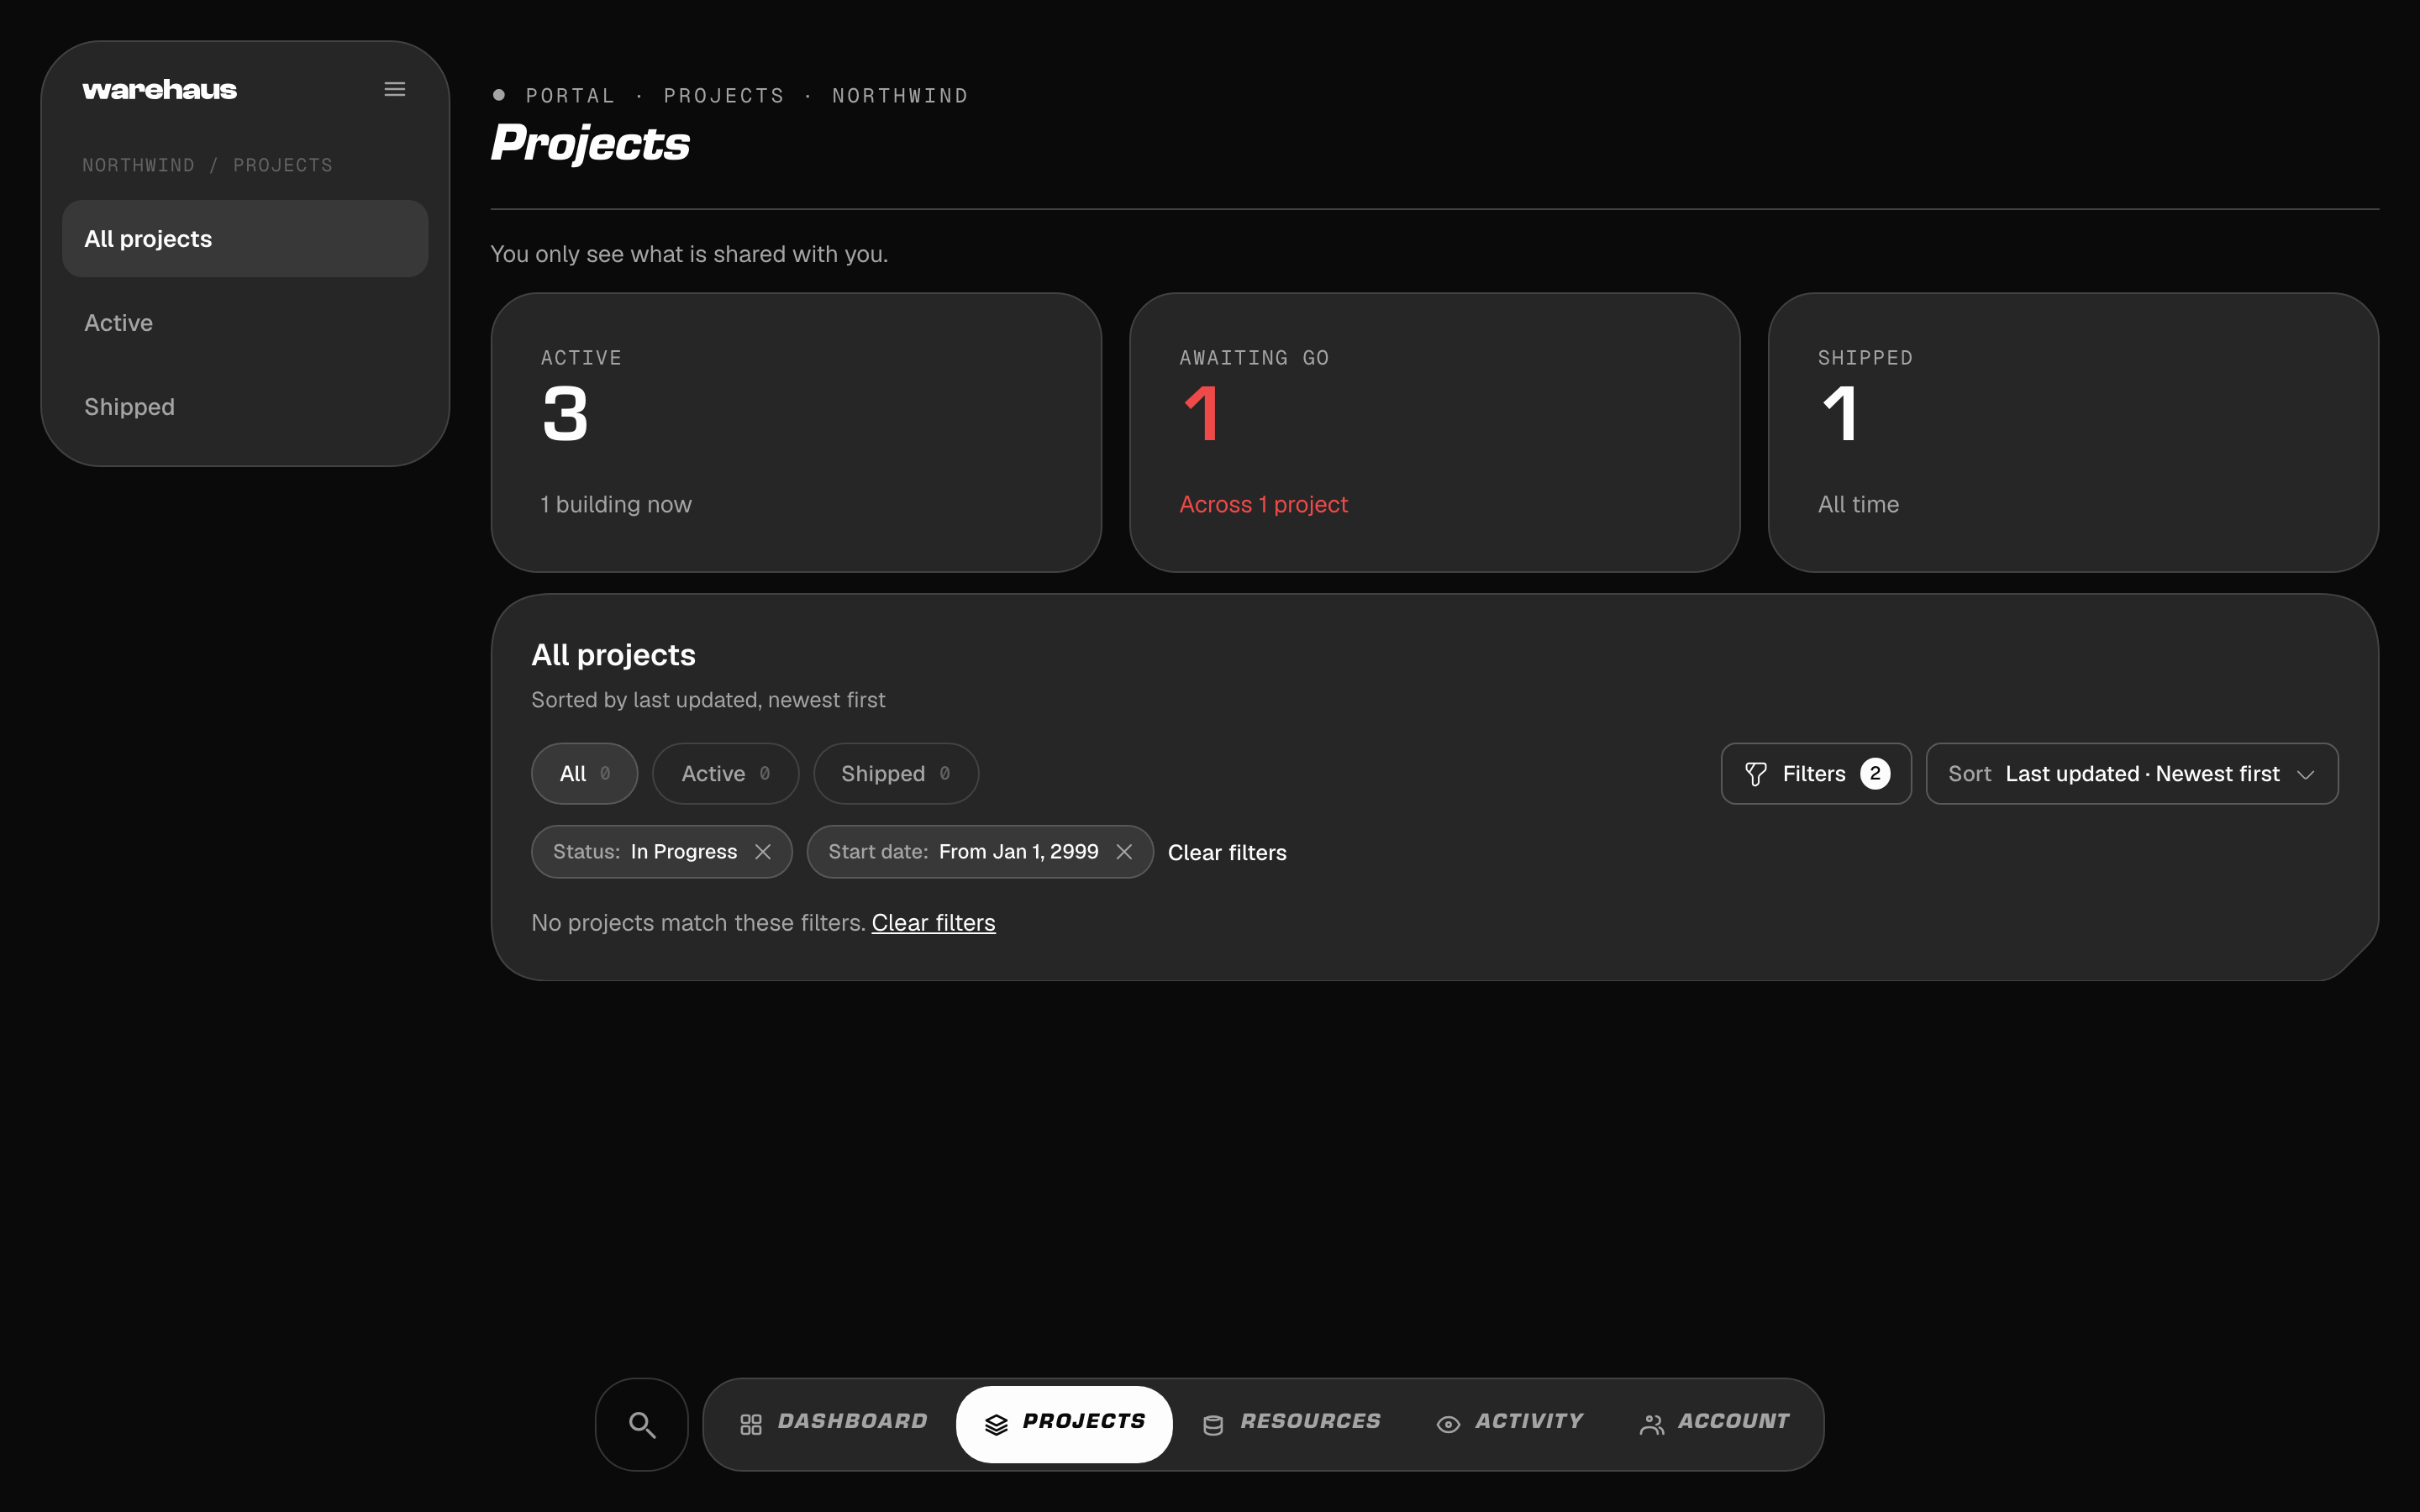 warehaus
NORTHWIND / PROJECTS
All projects
Active
Shipped
PORTAL · PROJECTS · NORTHWIND
Projects
You only see what is shared with you.
ACTIVE
3
1 building now
AWAITING GO
1
Across 1 project
SHIPPED
1
All time
All projects
Sorted by last updated, newest first
All 0 Active 0 Shipped 0 Filters 2 Sort Last updated · Newest first
Status: In Progress Start date: From Jan 1, 2999 Clear filters
No projects match these filters. Clear filters
DASHBOARD PROJECTS RESOURCES ACTIVITY ACCOUNT